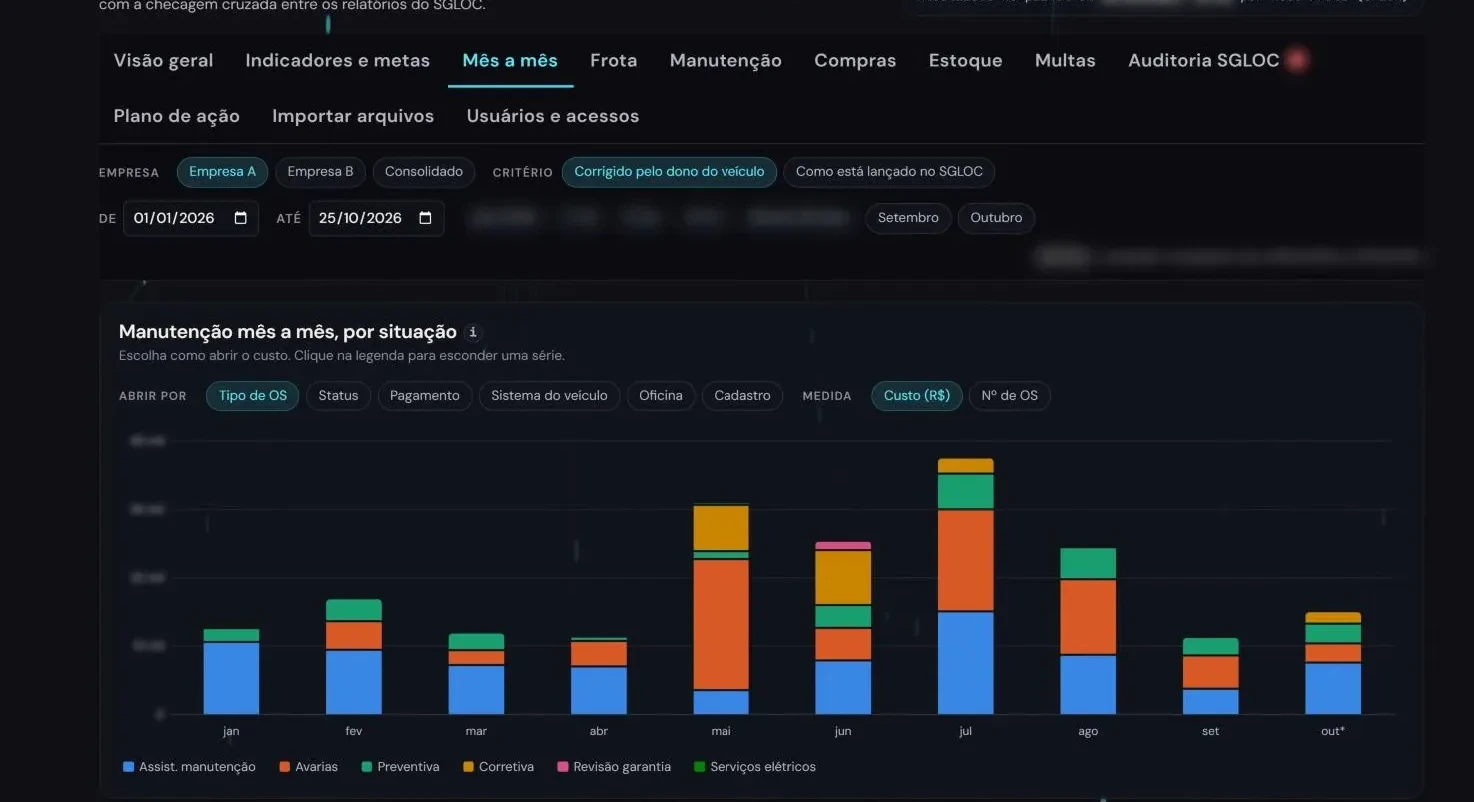 com a checagem cruzada entre os relatórios do SGLOC.
Visão geral Indicadores e metas Mês a mês Frota Manutenção Compras Estoque Multas Auditoria SGLOC
Plano de ação Importar arquivos Usuários e acessos
EMPRESA Empresa A Empresa B Consolidado CRITÉRIO Corrigido pelo dono do veículo Como está lançado no SGLOC
DE 01/01/2026 ATÉ 25/10/2026 Setembro Outubro
Manutenção mês a mês, por situação i
Escolha como abrir o custo. Clique na legenda para esconder uma série.
ABRIR POR Tipo de OS Status Pagamento Sistema do veículo Oficina Cadastro MEDIDA Custo (R$) Nº de OS
jan fev mar abr mai jun jul ago set out*
Assist. manutenção Avarias Preventiva Corretiva Revisão garantia Serviços elétricos